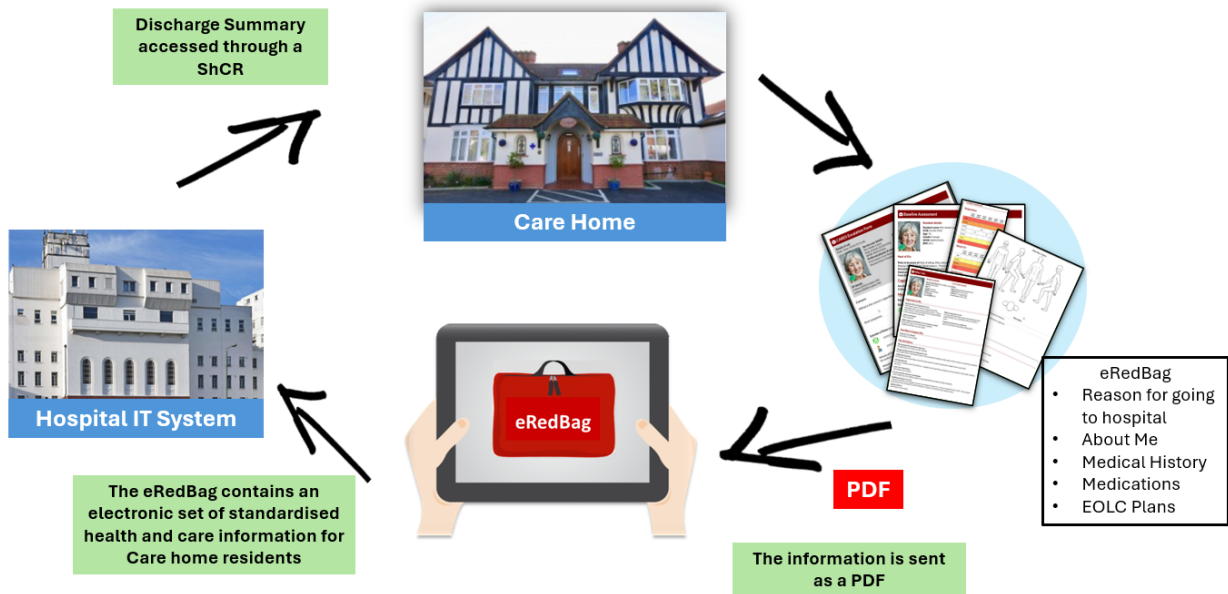 Discharge Summary
accessed through a
ShCR
Care Home
Baseline Assessment
Hospital IT System
eRedBag
eRedBag
• Reason for going
to hospital
• About Me
• Medical History
• Medications
• EOLC Plans
PDF
The eRedBag contains an
electronic set of standardised
health and care information for
Care home residents
The information is sent
as a PDF